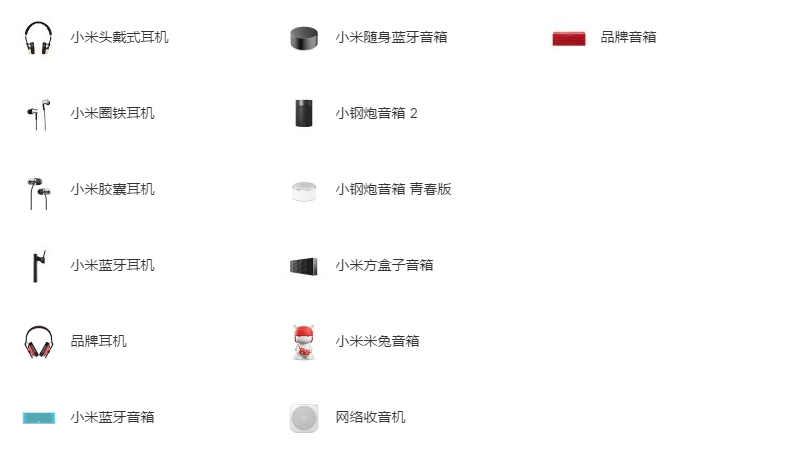 小米头戴式耳机
小米圈铁耳机
小米胶囊耳机
小米蓝牙耳机
品牌耳机
小米蓝牙音箱
小米随身蓝牙音箱
小钢炮音箱 2
小钢炮音箱 青春版
小米方盒子音箱
小米米兔音箱
网络收音机
品牌音箱